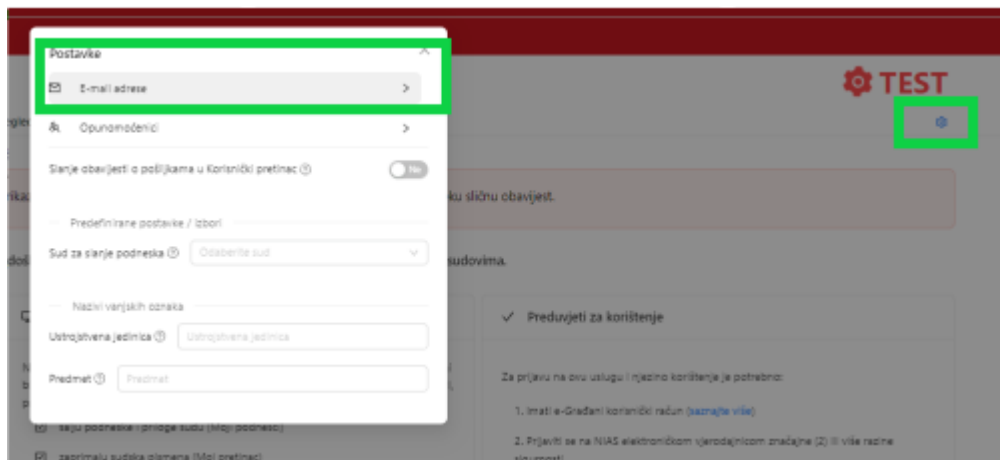 Postavke
E-mail adrese
TEST
Opunomoćenici
Slanje obavijesti o pošiljkama u Korisnički pretinac
No
ku sličnu obavijest.
Predefinirane postavke / Izbori
Sud za slanje podneska
Odaberite sud
sudovima.
Nazivi vanjskih oznaka
Preduvjeti za korištenje
Ustrojstvena jedinica
Ustrojstvena jedinica
Predmet
Predmet
Za prijavu na ovu uslugu i njezino korištenje je potrebno:
1. Imati e-Građani korisnički račun (saznajte više)
šalju podneska i priloge sudu (Moji podnesci)
2. Prijaviti se na NIAS elektroničkom vjerodajnicom značajne (2) ili više razine
zaprimaju sudska pismena (Moj pretinac)
sigurnosti